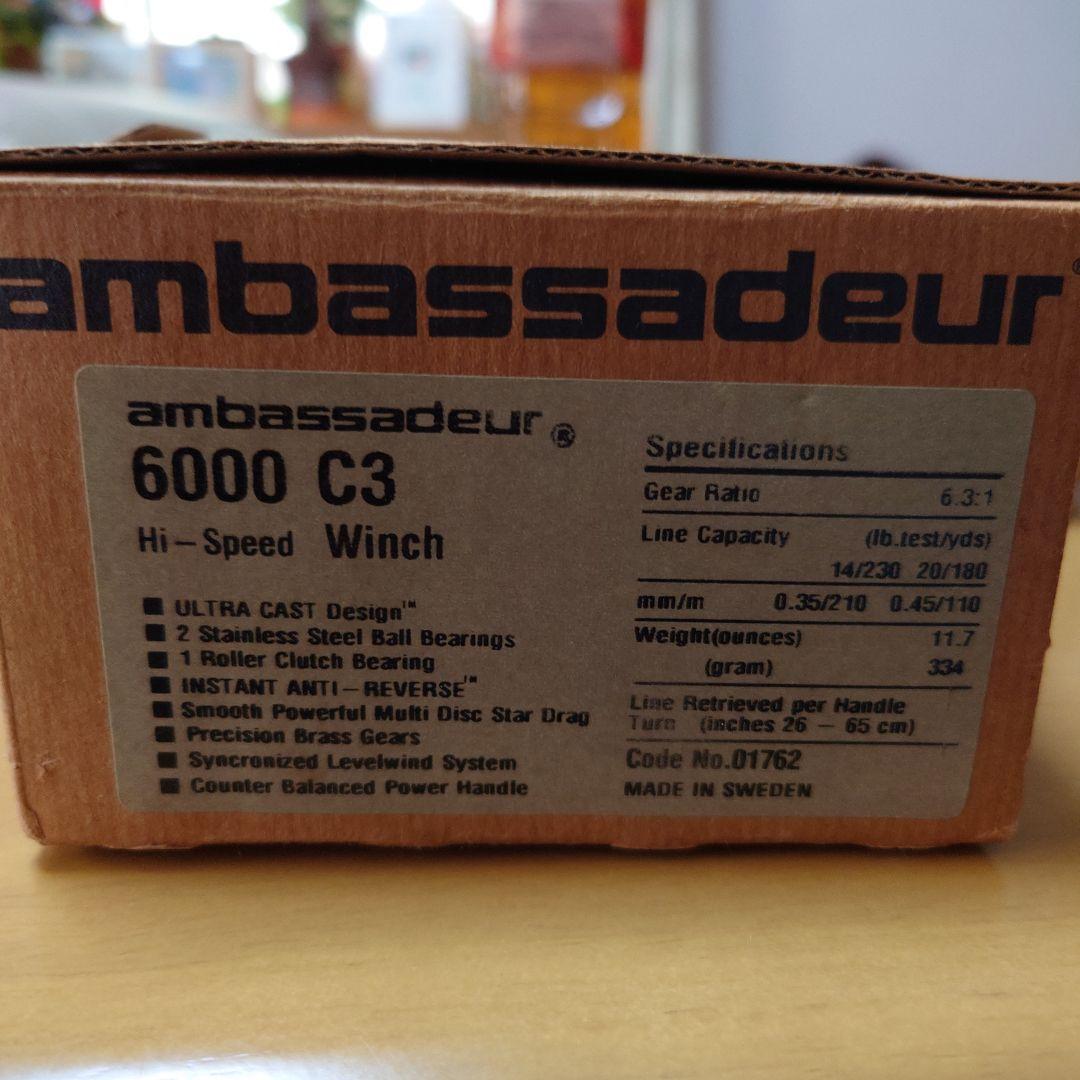 ambassadeur®
ambassadeur®
6000 C3
Hi-Speed Winch
■ ULTRA CAST Design™
■ 2 Stainless Steel Ball Bearings
■ 1 Roller Clutch Bearing
■ INSTANT ANTI-REVERSE™
■ Smooth Powerful Multi Disc Star Drag
■ Precision Brass Gears
■ Syncronized Levelwind System
■ Counter Balanced Power Handle
Specifications
Gear Ratio 6.3:1
Line Capacity (lb.test/yds)
14/230 20/180
mm/m 0.35/210 0.45/110
Weight(ounces) 11.7
(gram) 334
Line Retrieved per Handle
Turn (inches 26 – 65 cm)
Code No.01762
MADE IN SWEDEN